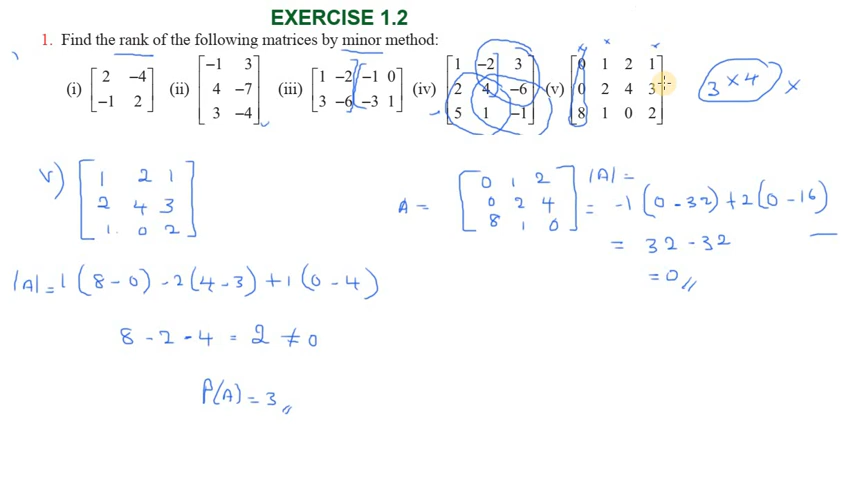 EXERCISE 1.2
1. Find the rank of the following matrices by minor method:
(i) [2 −4; −1 2] (ii) [−1 3; 4 −7; 3 −4] (iii) [1 −2 −1 0; 3 −6 −3 1] (iv) [1 −2 3; 2 4 −6; 5 1 −1] (v) [0 1 2 1; 0 2 4 3; 8 1 0 2] 3 × 4 ×
v) [1 2 1; 2 4 3; 1. 0 2]
|A| = 1(8 - 0) - 2(4 - 3) + 1(0 - 4)
8 - 2 - 4 = 2 ≠ 0
P(A) = 3
A = [0 1 2; 0 2 4; 8 1 0] |A| =
= -1(0 - 32) + 2(0 - 16)
= 32 - 32
= 0